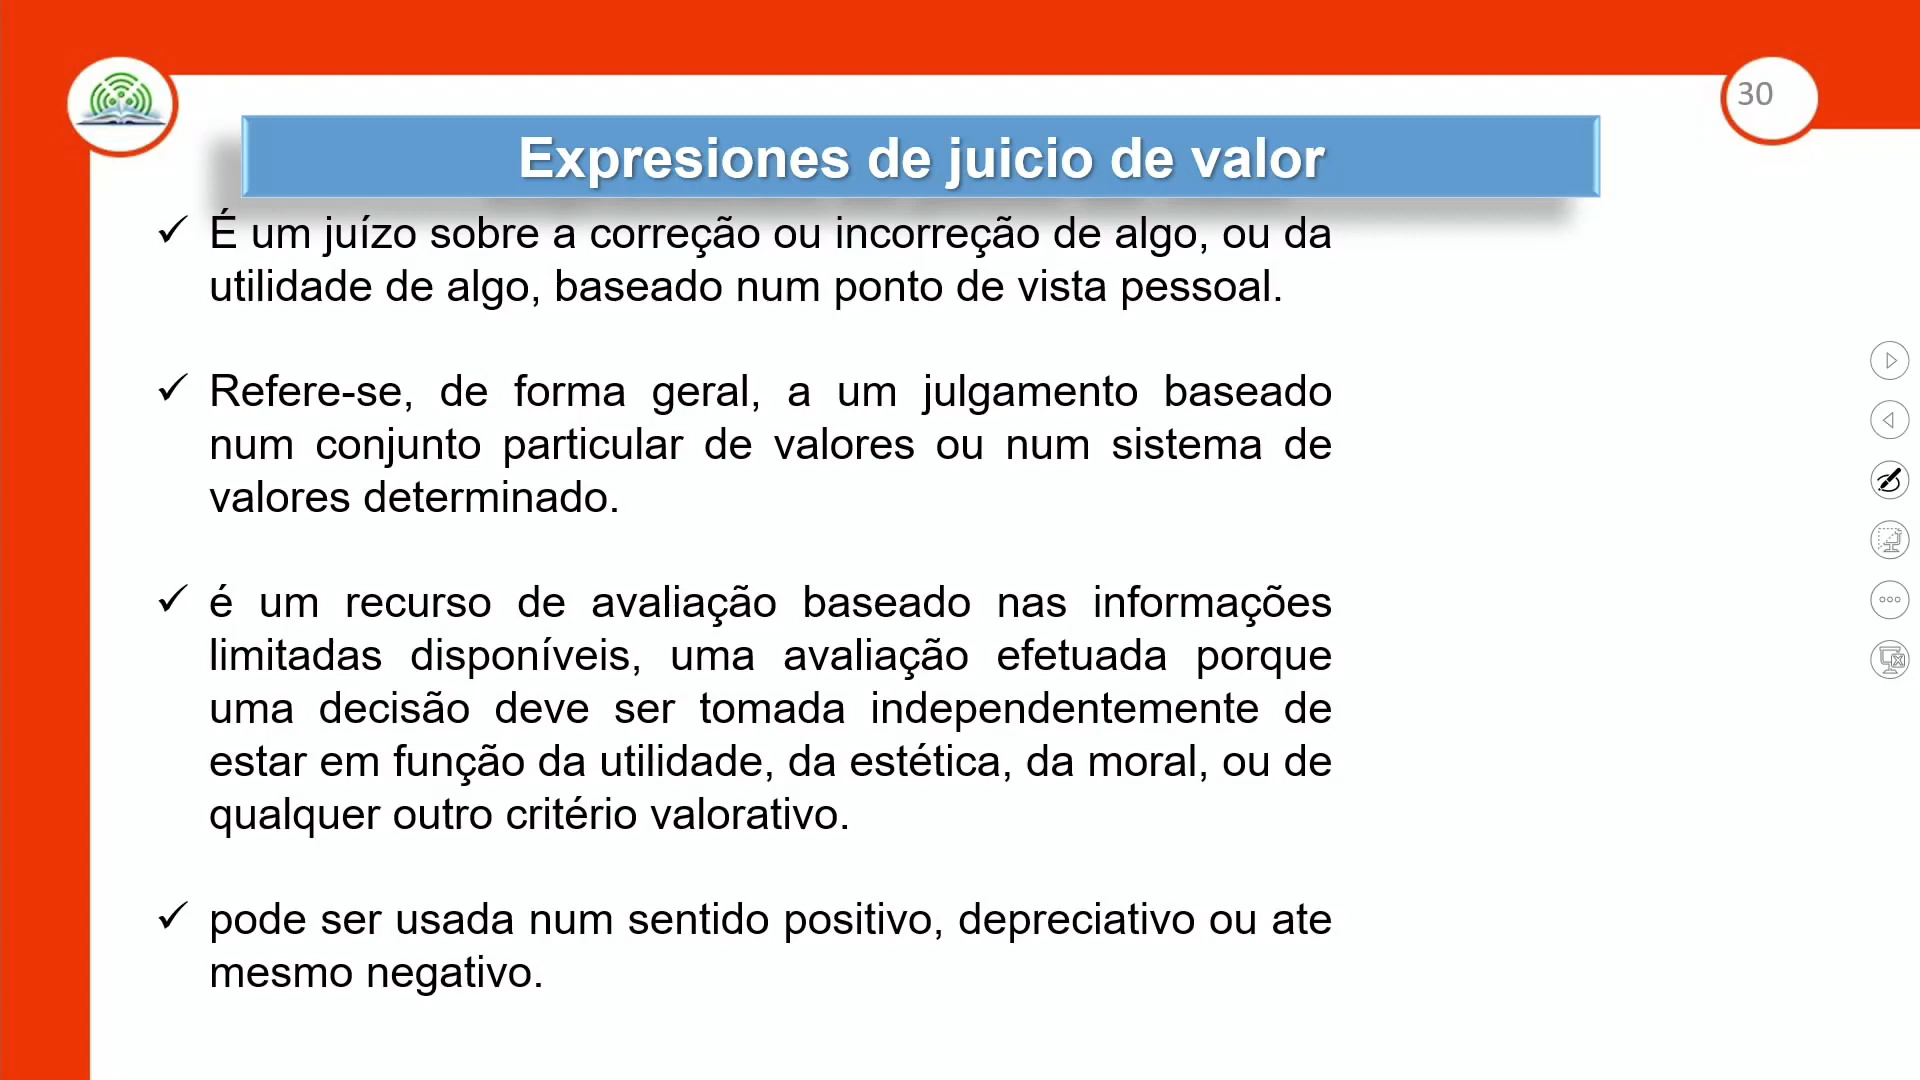 30
Expresiones de juicio de valor
✓ É um juízo sobre a correção ou incorreção de algo, ou da
utilidade de algo, baseado num ponto de vista pessoal.
✓ Refere-se, de forma geral, a um julgamento baseado
num conjunto particular de valores ou num sistema de
valores determinado.
✓ é um recurso de avaliação baseado nas informações
limitadas disponíveis, uma avaliação efetuada porque
uma decisão deve ser tomada independentemente de
estar em função da utilidade, da estética, da moral, ou de
qualquer outro critério valorativo.
✓ pode ser usada num sentido positivo, depreciativo ou ate
mesmo negativo.